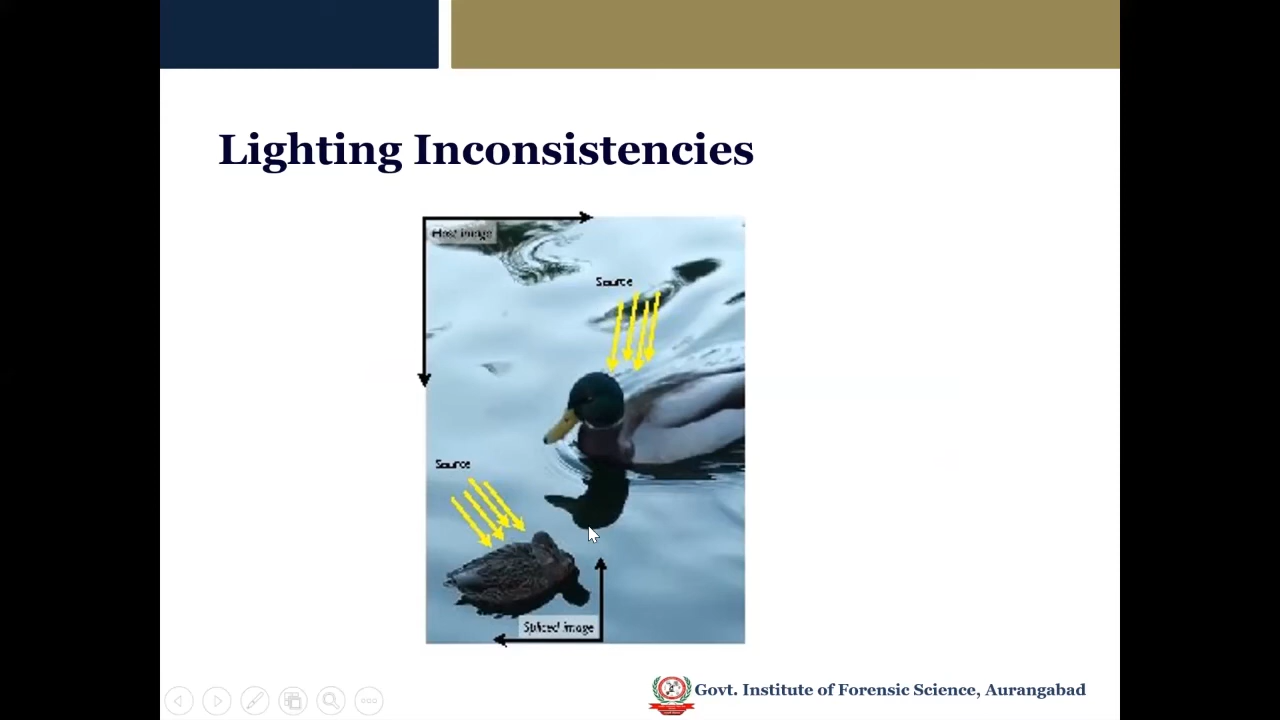 Lighting Inconsistencies
Host image
Source
Source
Spliced image
Govt. Institute of Forensic Science, Aurangabad